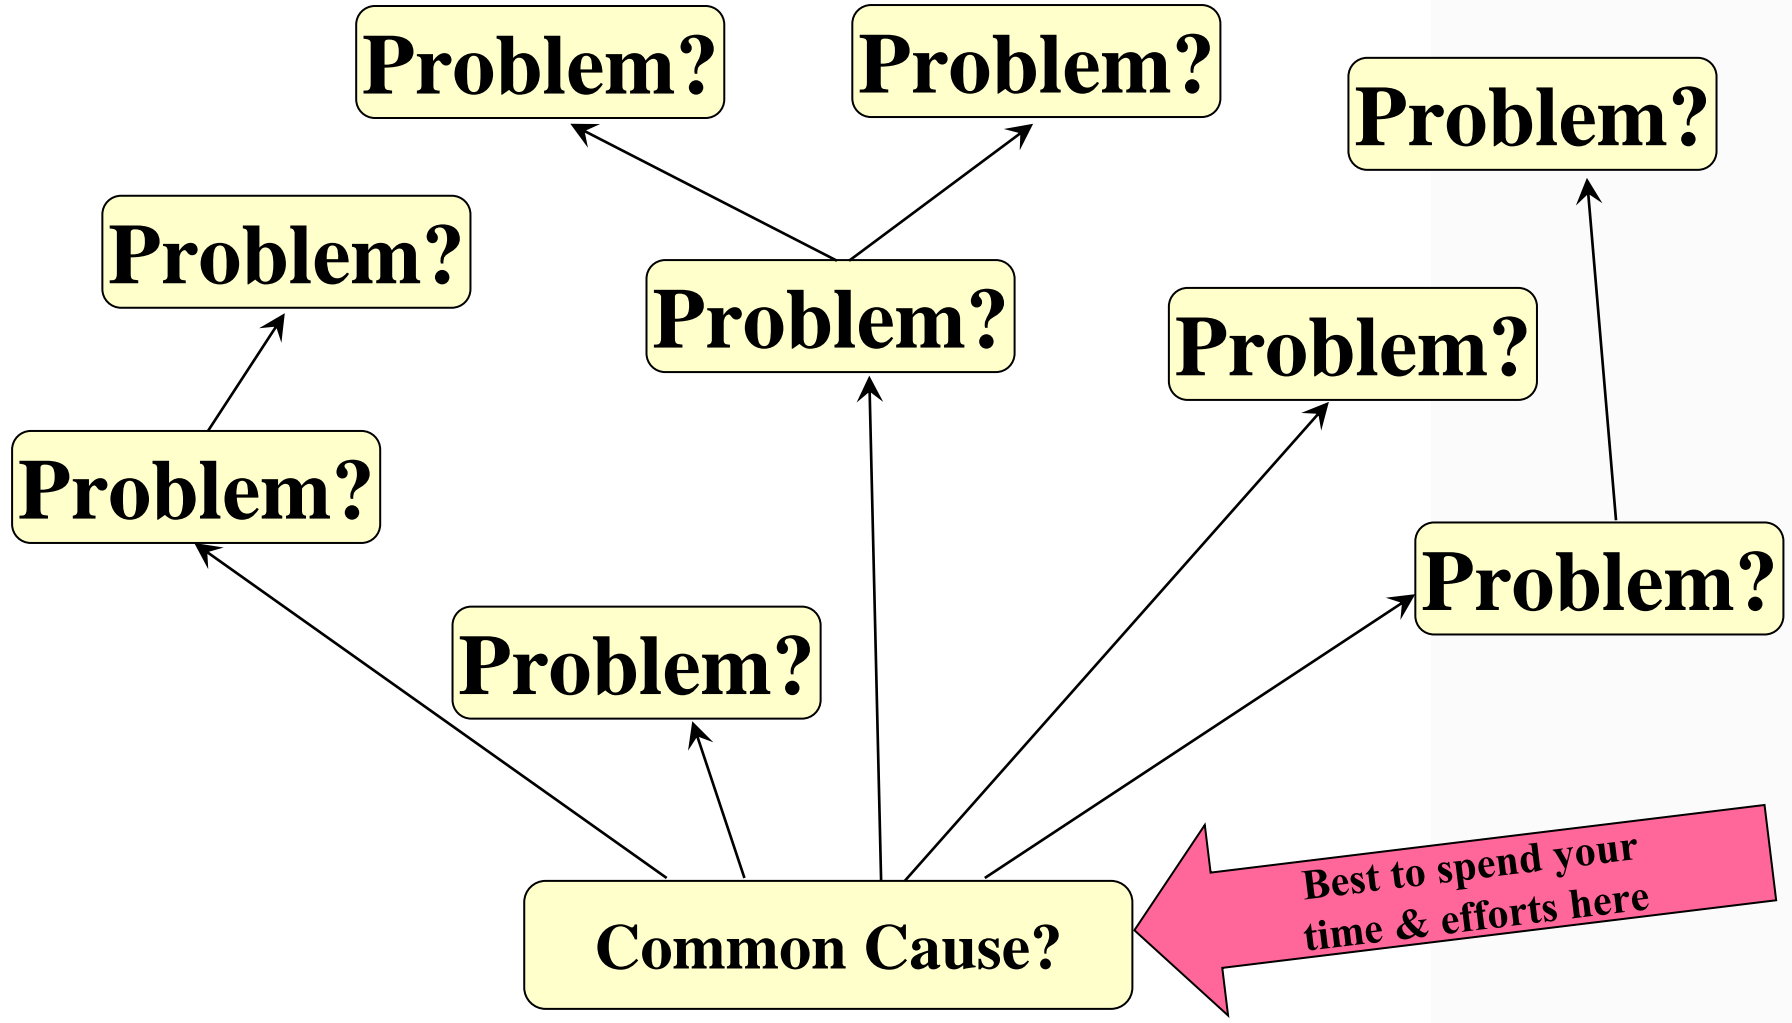 Problem?
Problem?
Problem?
Problem?
Problem?
Problem?
Problem?
Problem?
Problem?
Common Cause?
Best to spend your
time & efforts here